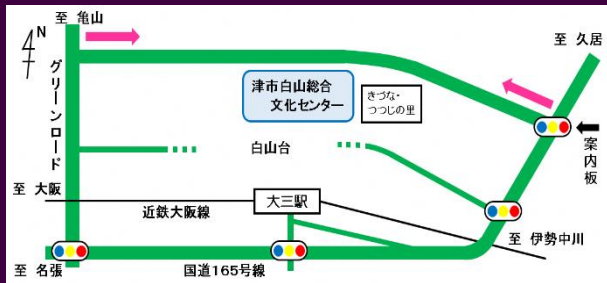 至 亀山
N
至 久居
グリーンロード
津市白山総合
文化センター
きづな・
つつじの里
案内板
白山台
至 大阪
近鉄大阪線
大三駅
至 伊勢中川
至 名張
国道165号線